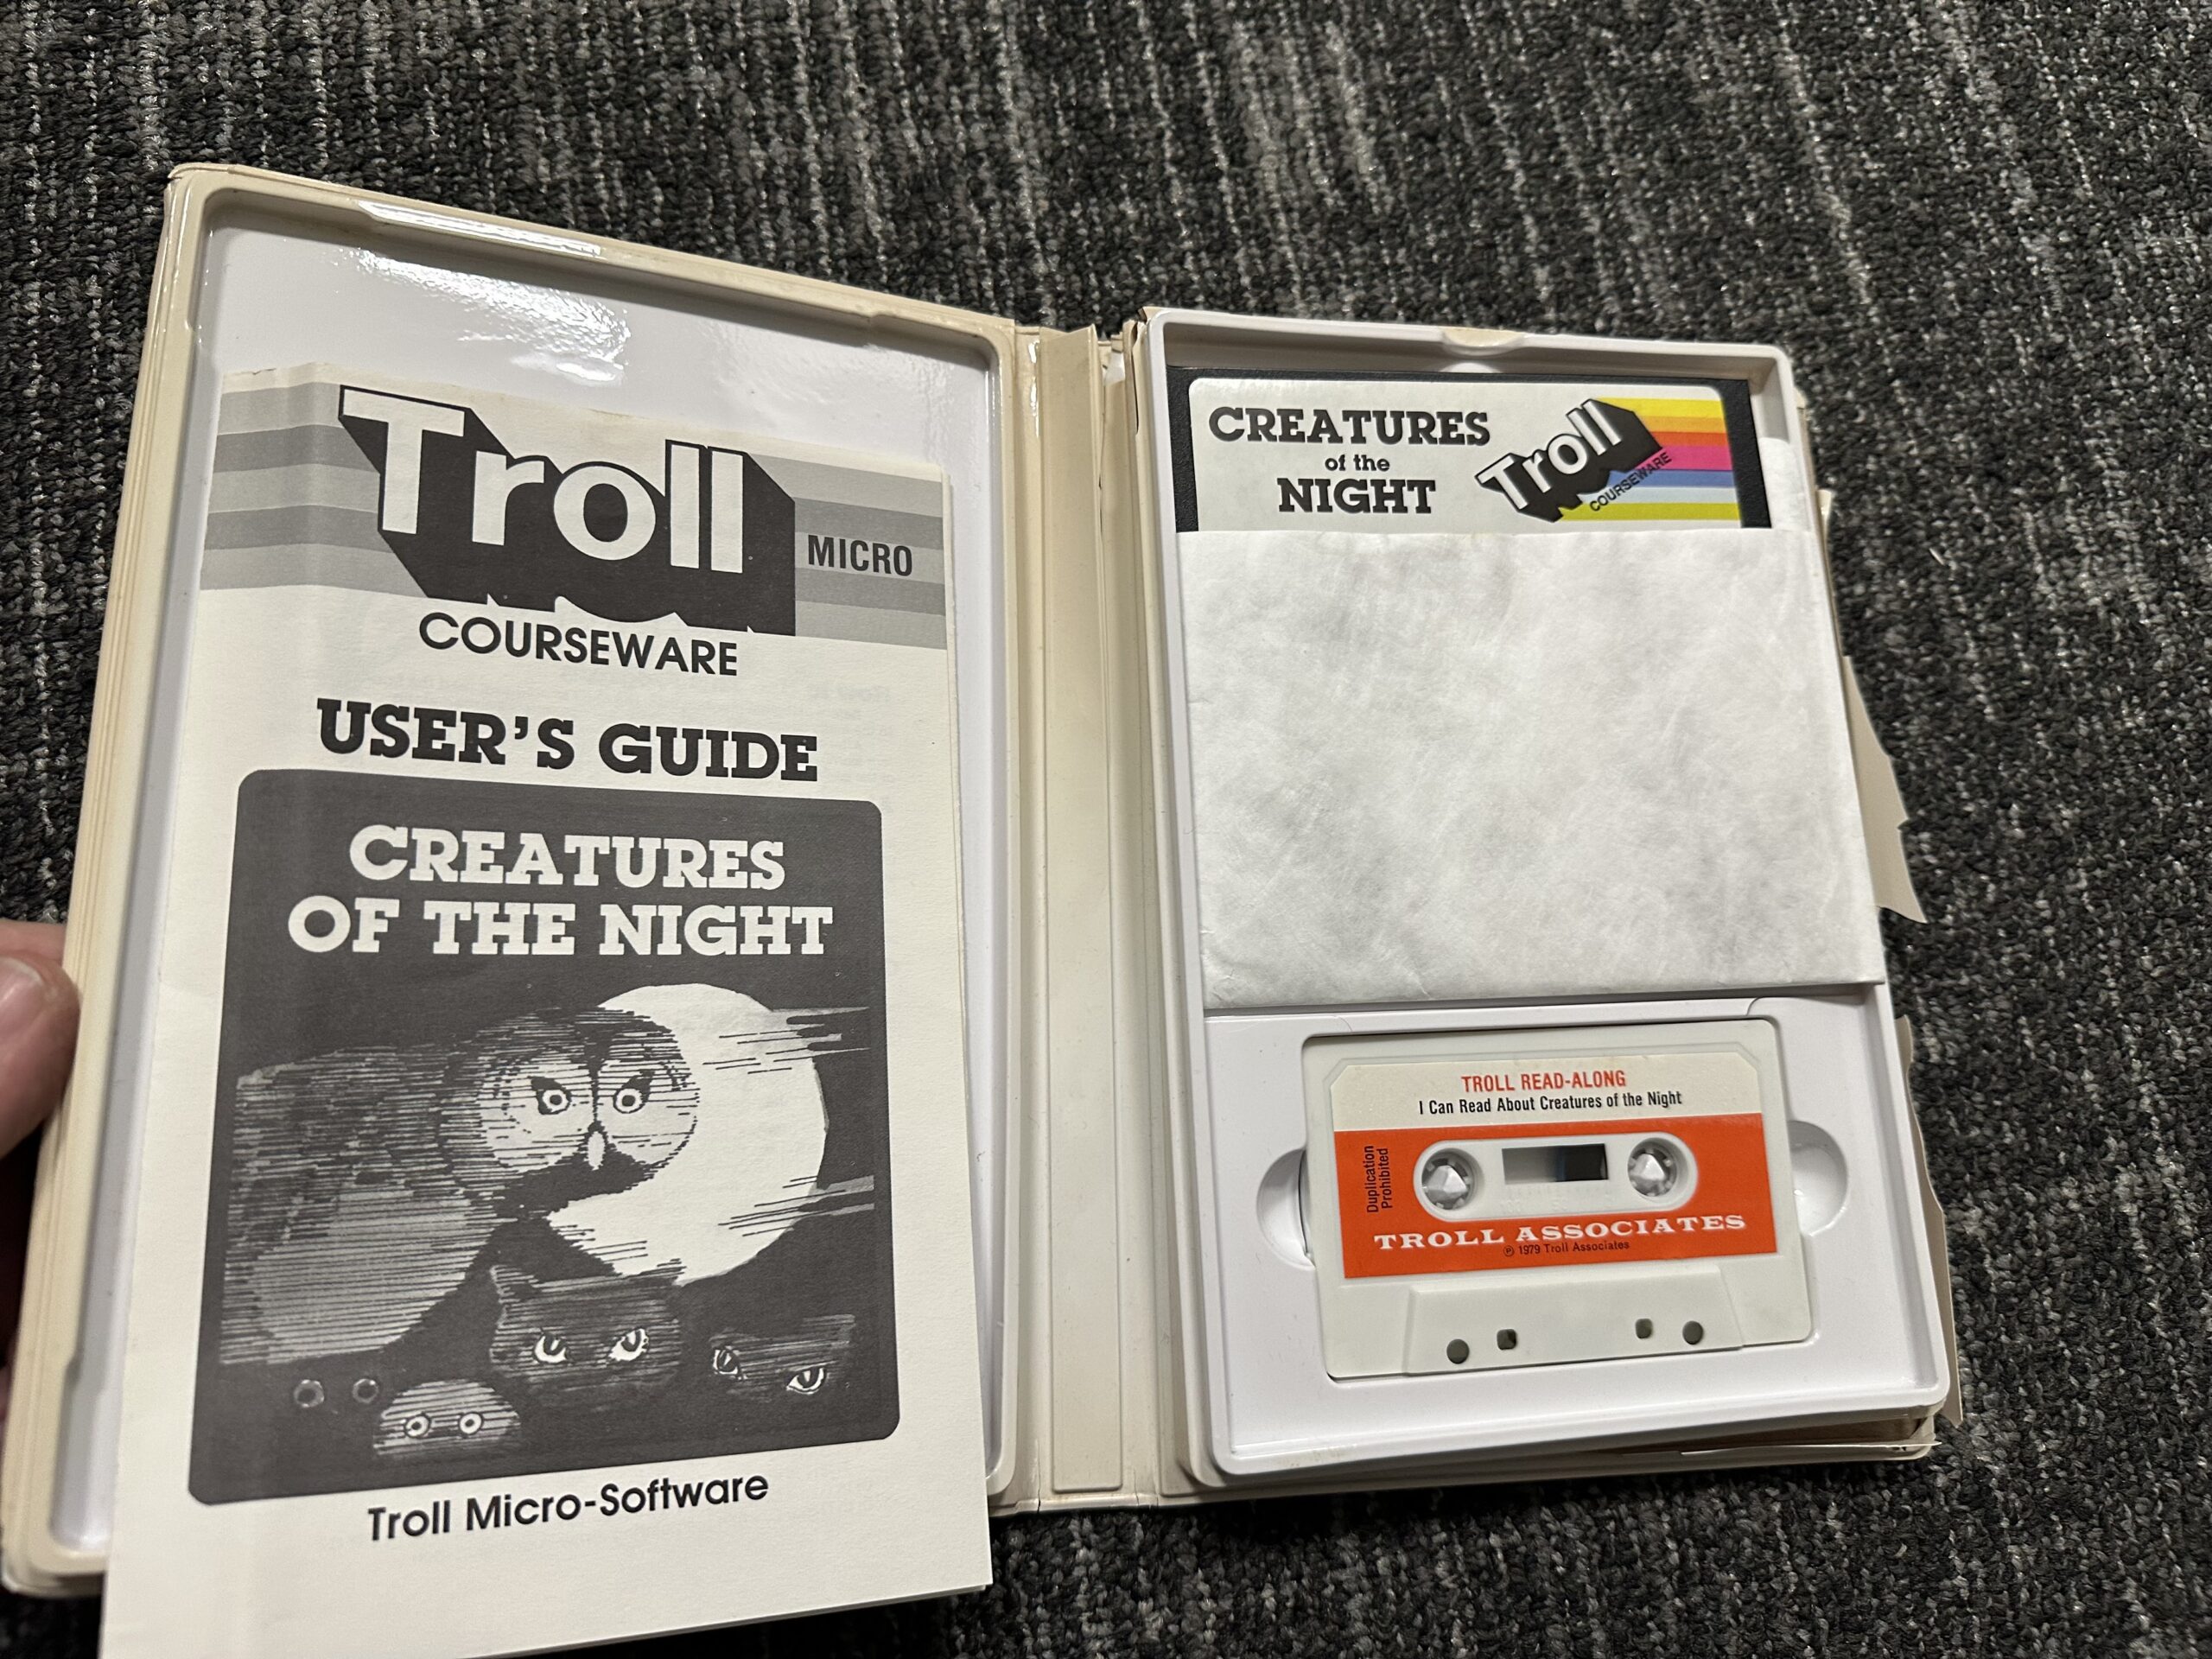 Troll
MICRO
COURSEWARE
USER'S GUIDE
CREATURES
OF THE NIGHT
Troll Micro-Software
CREATURES
of the
NIGHT
Troll
COURSEWARE
TROLL READ-ALONG
I Can Read About Creatures of the Night
Duplication
Prohibited
TROLL ASSOCIATES
℗ 1979 Troll Associates